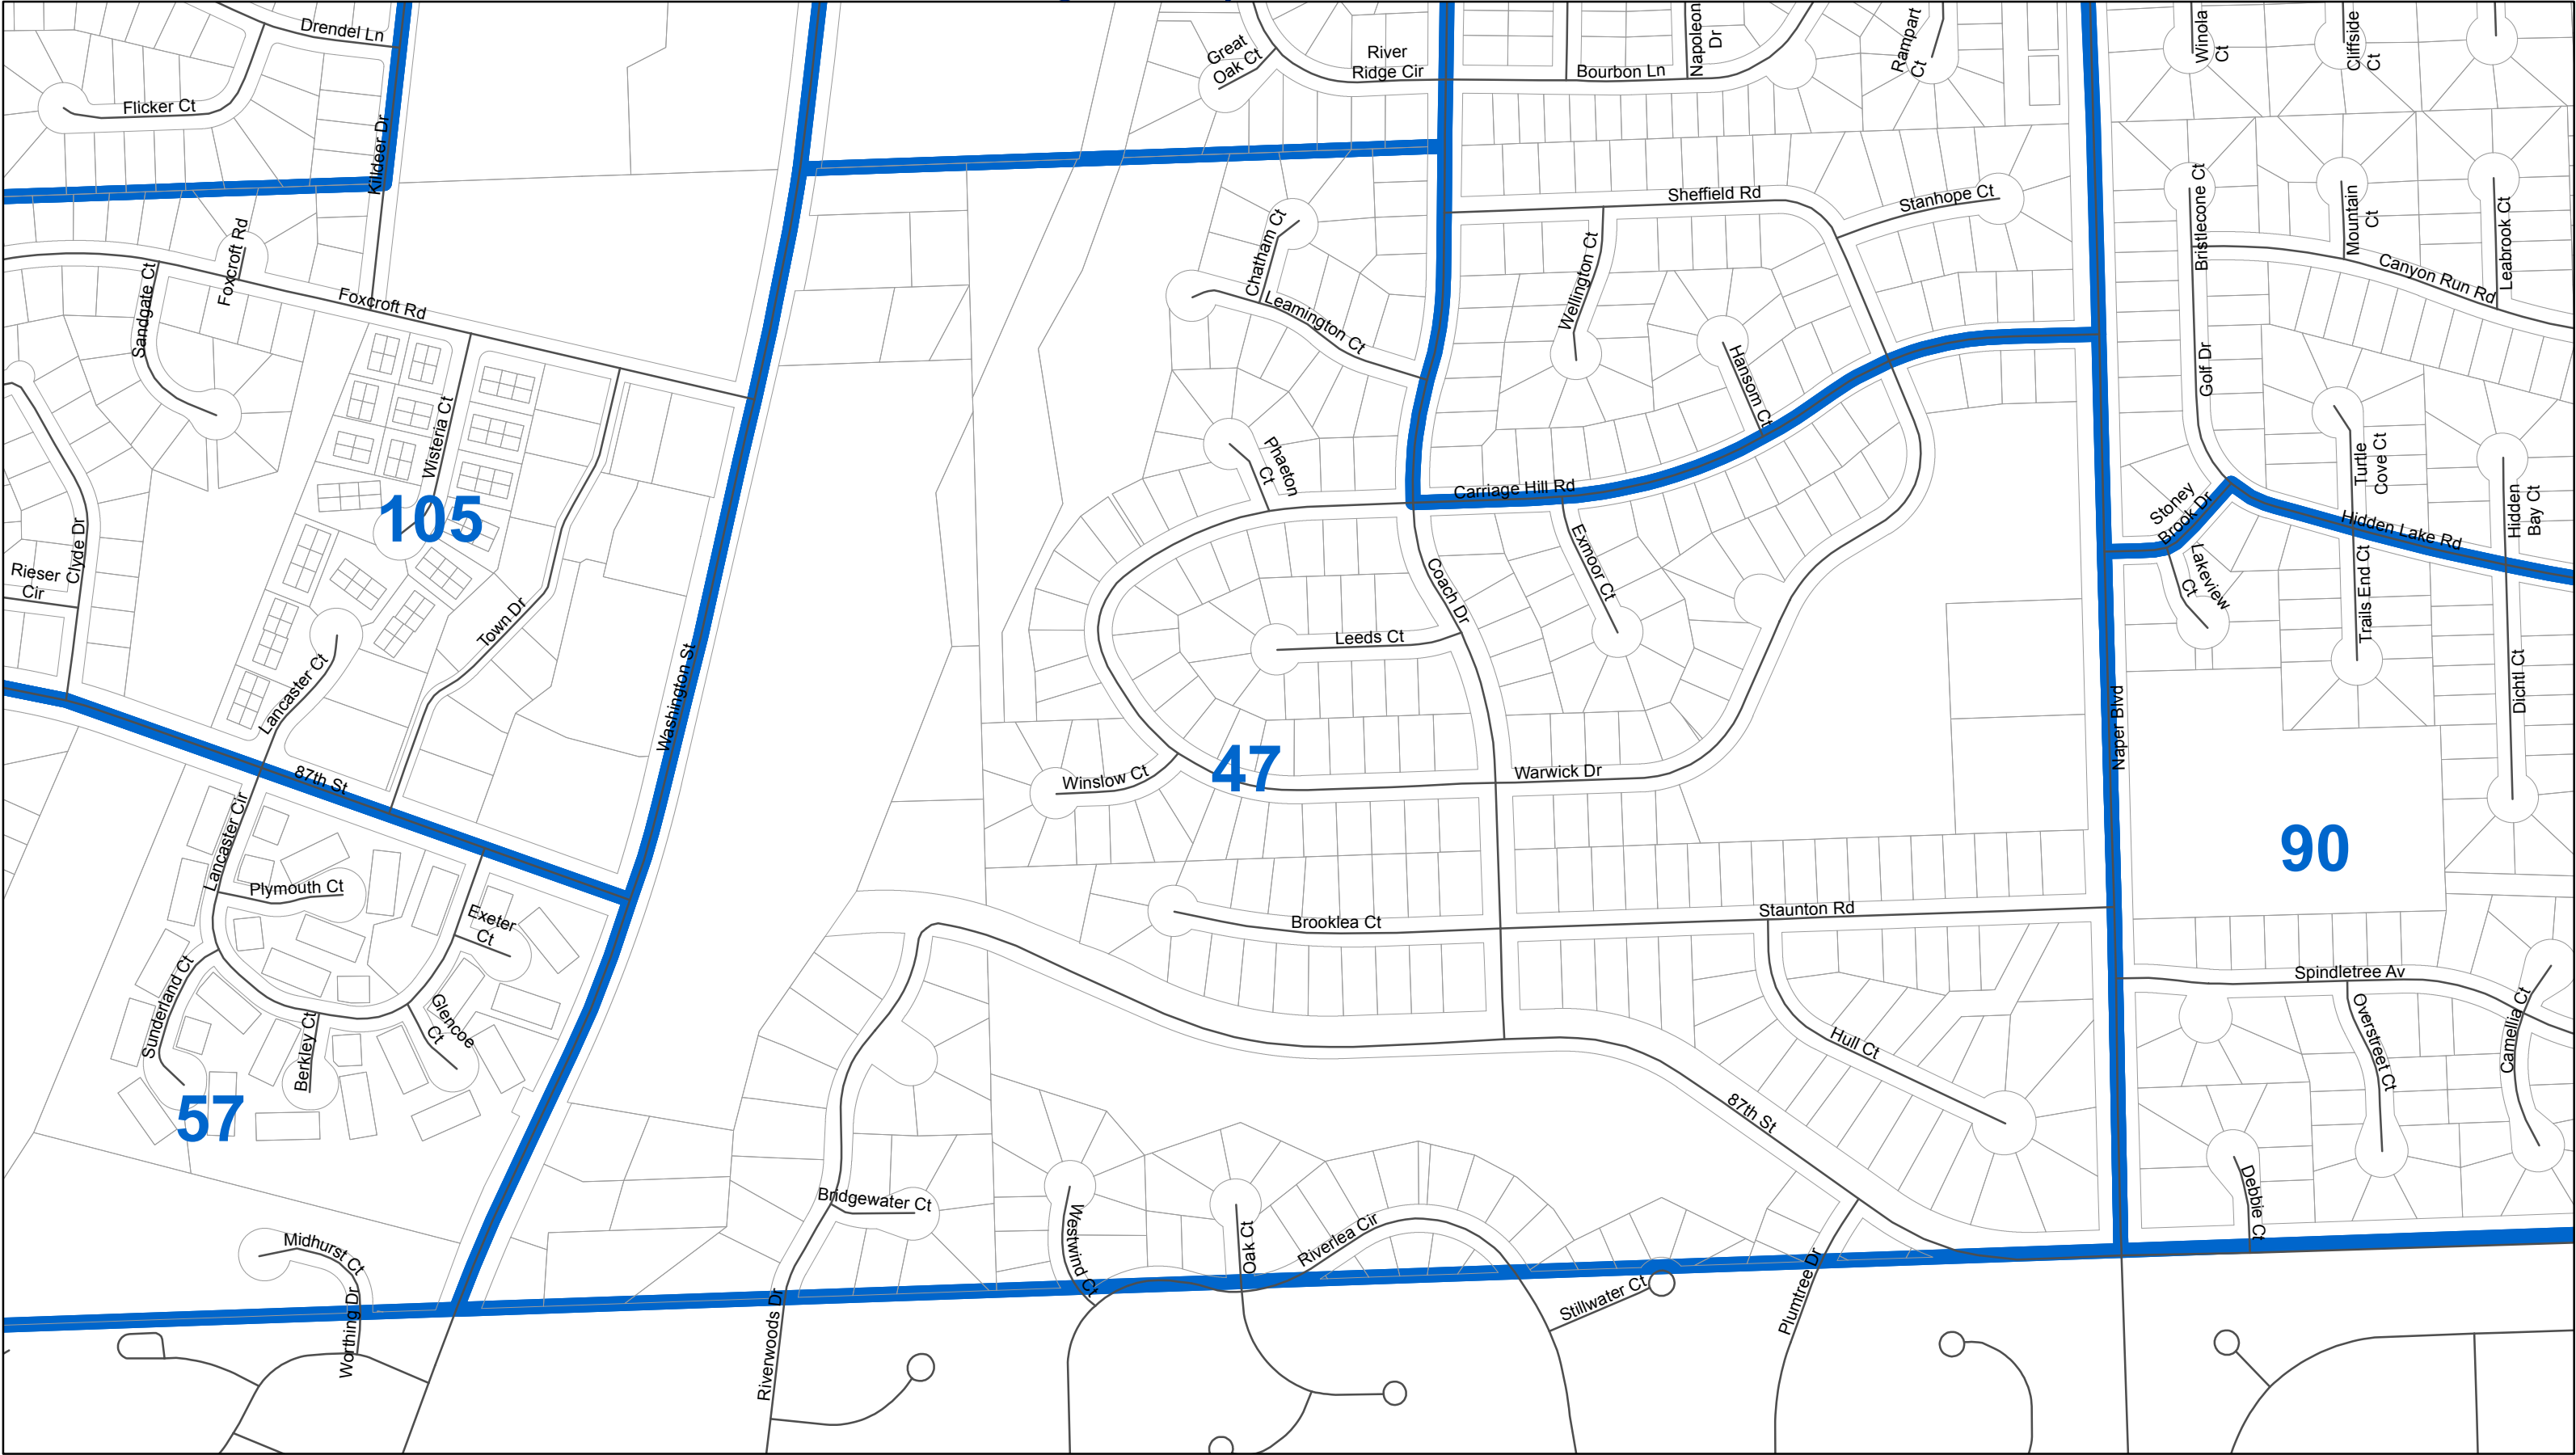 Drendel Ln
Flicker Ct
Killdeer Dr
Great
Oak Ct
River
Ridge Cir
Bourbon Ln
Napoleon
Dr
Rampart
Ct
Winola
Ct
Cliffside
Ct
Foxcroft Rd
Sandgate Ct
Foxcroft Rd
Chatham Ct
Leamington Ct
Sheffield Rd
Stanhope Ct
Wellington Ct
Hansom Ct
Bristlecone Ct
Mountain
Ct
Leabrook Ct
Canyon Run Rd
Golf Dr
Wisteria Ct
105
Clyde Dr
Rieser
Cir
Town Dr
Lancaster Ct
Washington St
Phaeton
Ct
Carriage Hill Rd
Exmoor Ct
Coach Dr
Leeds Ct
Turtle
Cove Ct
Stoney
Brook Dr
Hidden Lake Rd
Hidden
Bay Ct
Lakeview
Ct
Trails End Ct
Dichtl Ct
Naper Blvd
87th St
Winslow Ct
47
Warwick Dr
90
Lancaster Cir
Plymouth Ct
Exeter
Ct
Brooklea Ct
Staunton Rd
Spindletree Av
Sunderland Ct
Berkley Ct
Glencoe
Ct
57
Hull Ct
87th St
Overstreet Ct
Camellia Ct
Debbie Ct
Midhurst Ct
Worthing Dr
Bridgewater Ct
Riverwoods Dr
Westwind Ct
Oak Ct
Riverlea Cir
Stillwater Ct
Plumtree Dr